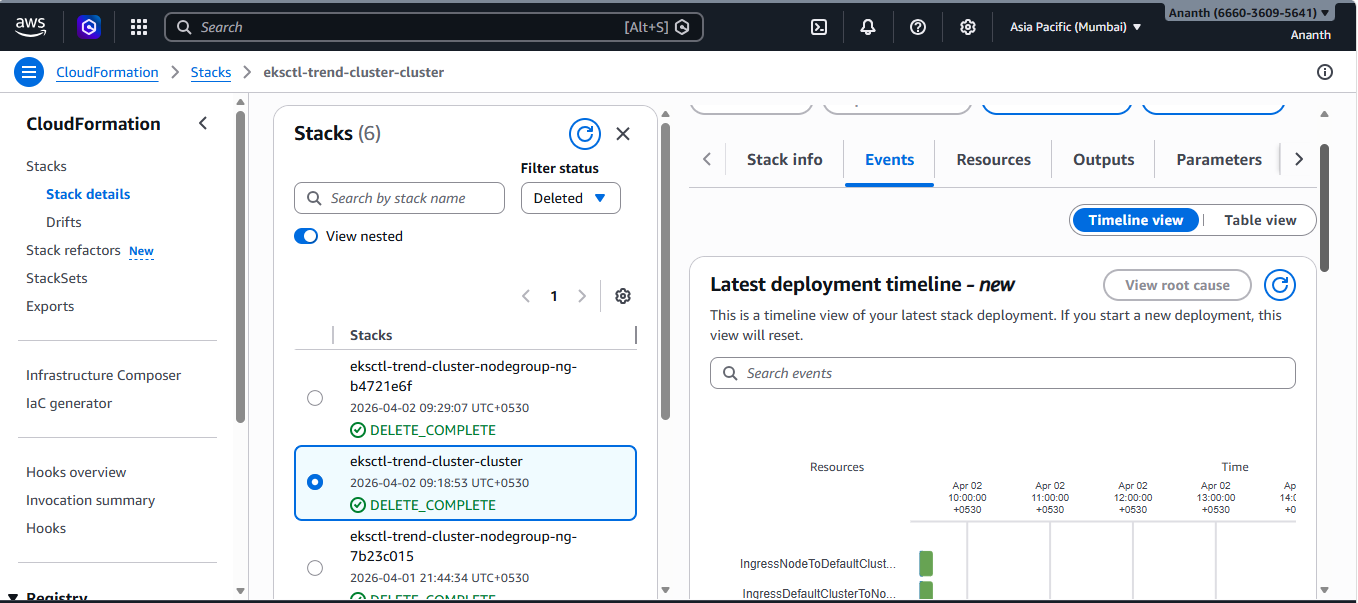 aws
Search
[Alt+S]
Asia Pacific (Mumbai) ▼
Ananth (6660-3609-5641) ▼
Ananth
CloudFormation > Stacks > eksctl-trend-cluster-cluster
CloudFormation
Stacks
Stack details
Drifts
Stack refactors New
StackSets
Exports
Infrastructure Composer
IaC generator
Hooks overview
Invocation summary
Hooks
Registry
Stacks (6)
Filter status
Search by stack name
Deleted
View nested
1
Stacks
eksctl-trend-cluster-nodegroup-ng-
b4721e6f
2026-04-02 09:29:07 UTC+0530
DELETE_COMPLETE
eksctl-trend-cluster-cluster
2026-04-02 09:18:53 UTC+0530
DELETE_COMPLETE
eksctl-trend-cluster-nodegroup-ng-
7b23c015
2026-04-01 21:44:34 UTC+0530
DELETE_COMPLETE
Stack info
Events
Resources
Outputs
Parameters
Timeline view
Table view
Latest deployment timeline - new
View root cause
This is a timeline view of your latest stack deployment. If you start a new deployment, this
view will reset.
Search events
Resources
Time
Apr 02
10:00:00
+0530
Apr 02
11:00:00
+0530
Apr 02
12:00:00
+0530
Apr 02
13:00:00
+0530
IngressNodeToDefaultClust...
IngressDefaultClusterToNo...